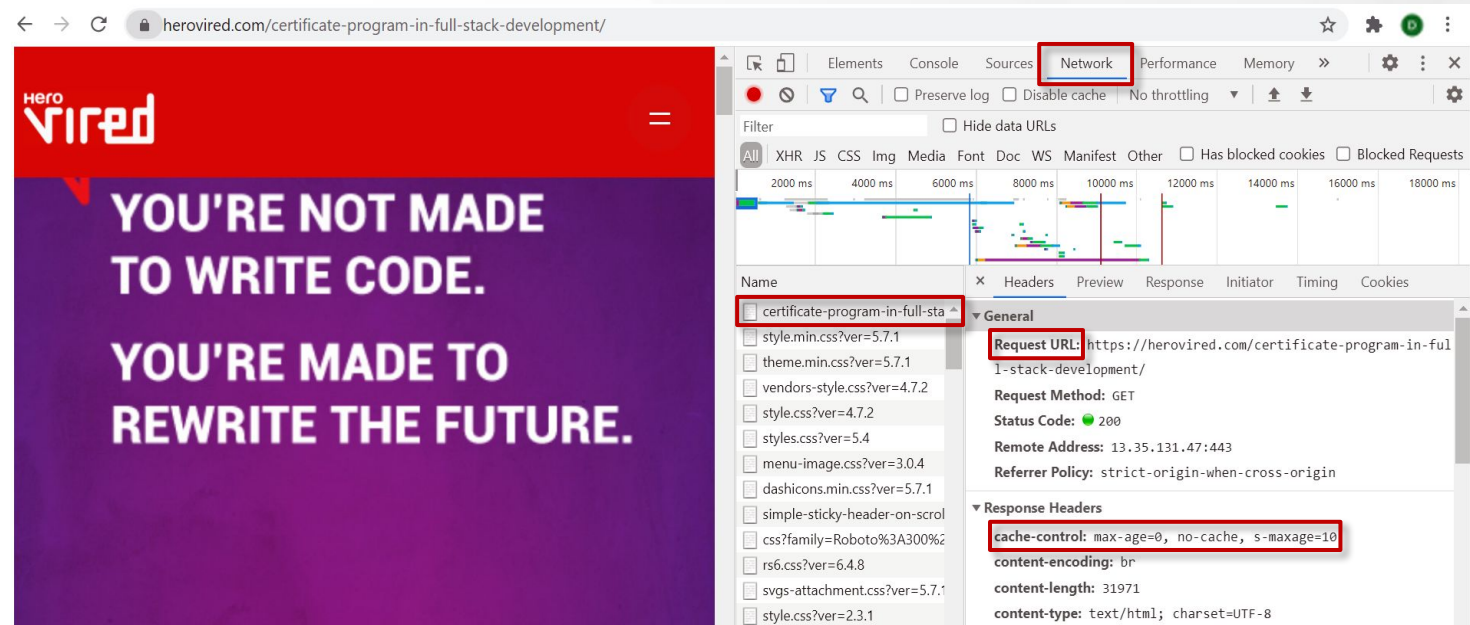 herovired.com/certificate-program-in-full-stack-development/
D
Hero
Vired
YOU'RE NOT MADE
TO WRITE CODE.
YOU'RE MADE TO
REWRITE THE FUTURE.
Elements Console Sources Network Performance Memory »
Preserve log Disable cache No throttling
Filter Hide data URLs
All XHR JS CSS Img Media Font Doc WS Manifest Other Has blocked cookies Blocked Requests
2000 ms 4000 ms 6000 ms 8000 ms 10000 ms 12000 ms 14000 ms 16000 ms 18000 ms
Name
certificate-program-in-full-sta
style.min.css?ver=5.7.1
theme.min.css?ver=5.7.1
vendors-style.css?ver=4.7.2
style.css?ver=4.7.2
styles.css?ver=5.4
menu-image.css?ver=3.0.4
dashicons.min.css?ver=5.7.1
simple-sticky-header-on-scrol
css?family=Roboto%3A300%2
rs6.css?ver=6.4.8
svgs-attachment.css?ver=5.7.1
style.css?ver=2.3.1
× Headers Preview Response Initiator Timing Cookies
General
Request URL: https://herovired.com/certificate-program-in-ful
l-stack-development/
Request Method: GET
Status Code: 200
Remote Address: 13.35.131.47:443
Referrer Policy: strict-origin-when-cross-origin
Response Headers
cache-control: max-age=0, no-cache, s-maxage=10
content-encoding: br
content-length: 31971
content-type: text/html; charset=UTF-8